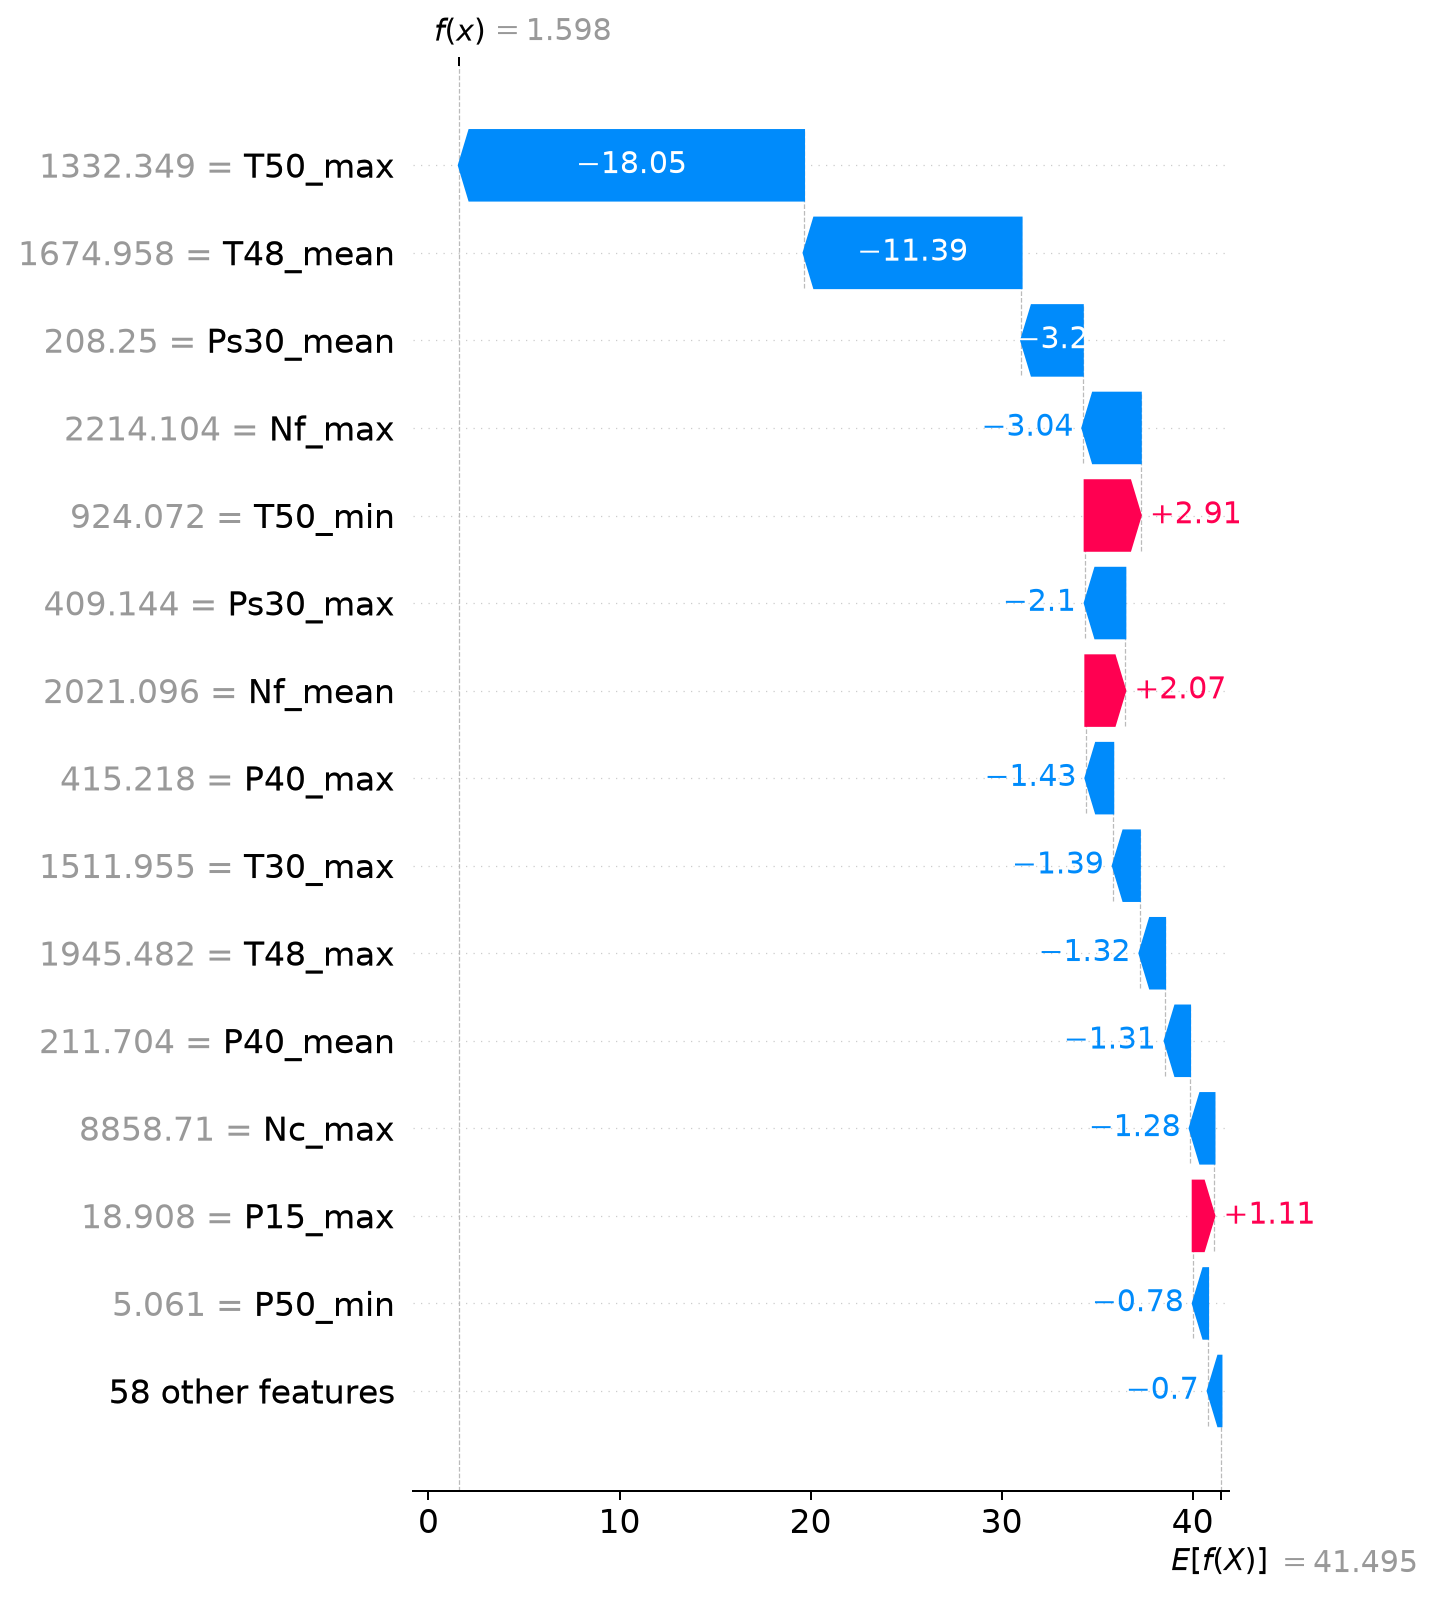 f(x) = 1.598
1332.349 = T50_max −18.05
1674.958 = T48_mean −11.39
208.25 = Ps30_mean −3.2
2214.104 = Nf_max −3.04
924.072 = T50_min +2.91
409.144 = Ps30_max −2.1
2021.096 = Nf_mean +2.07
415.218 = P40_max −1.43
1511.955 = T30_max −1.39
1945.482 = T48_max −1.32
211.704 = P40_mean −1.31
8858.71 = Nc_max −1.28
18.908 = P15_max +1.11
5.061 = P50_min −0.78
58 other features −0.7
0 10 20 30 40
E[f(X)] = 41.495